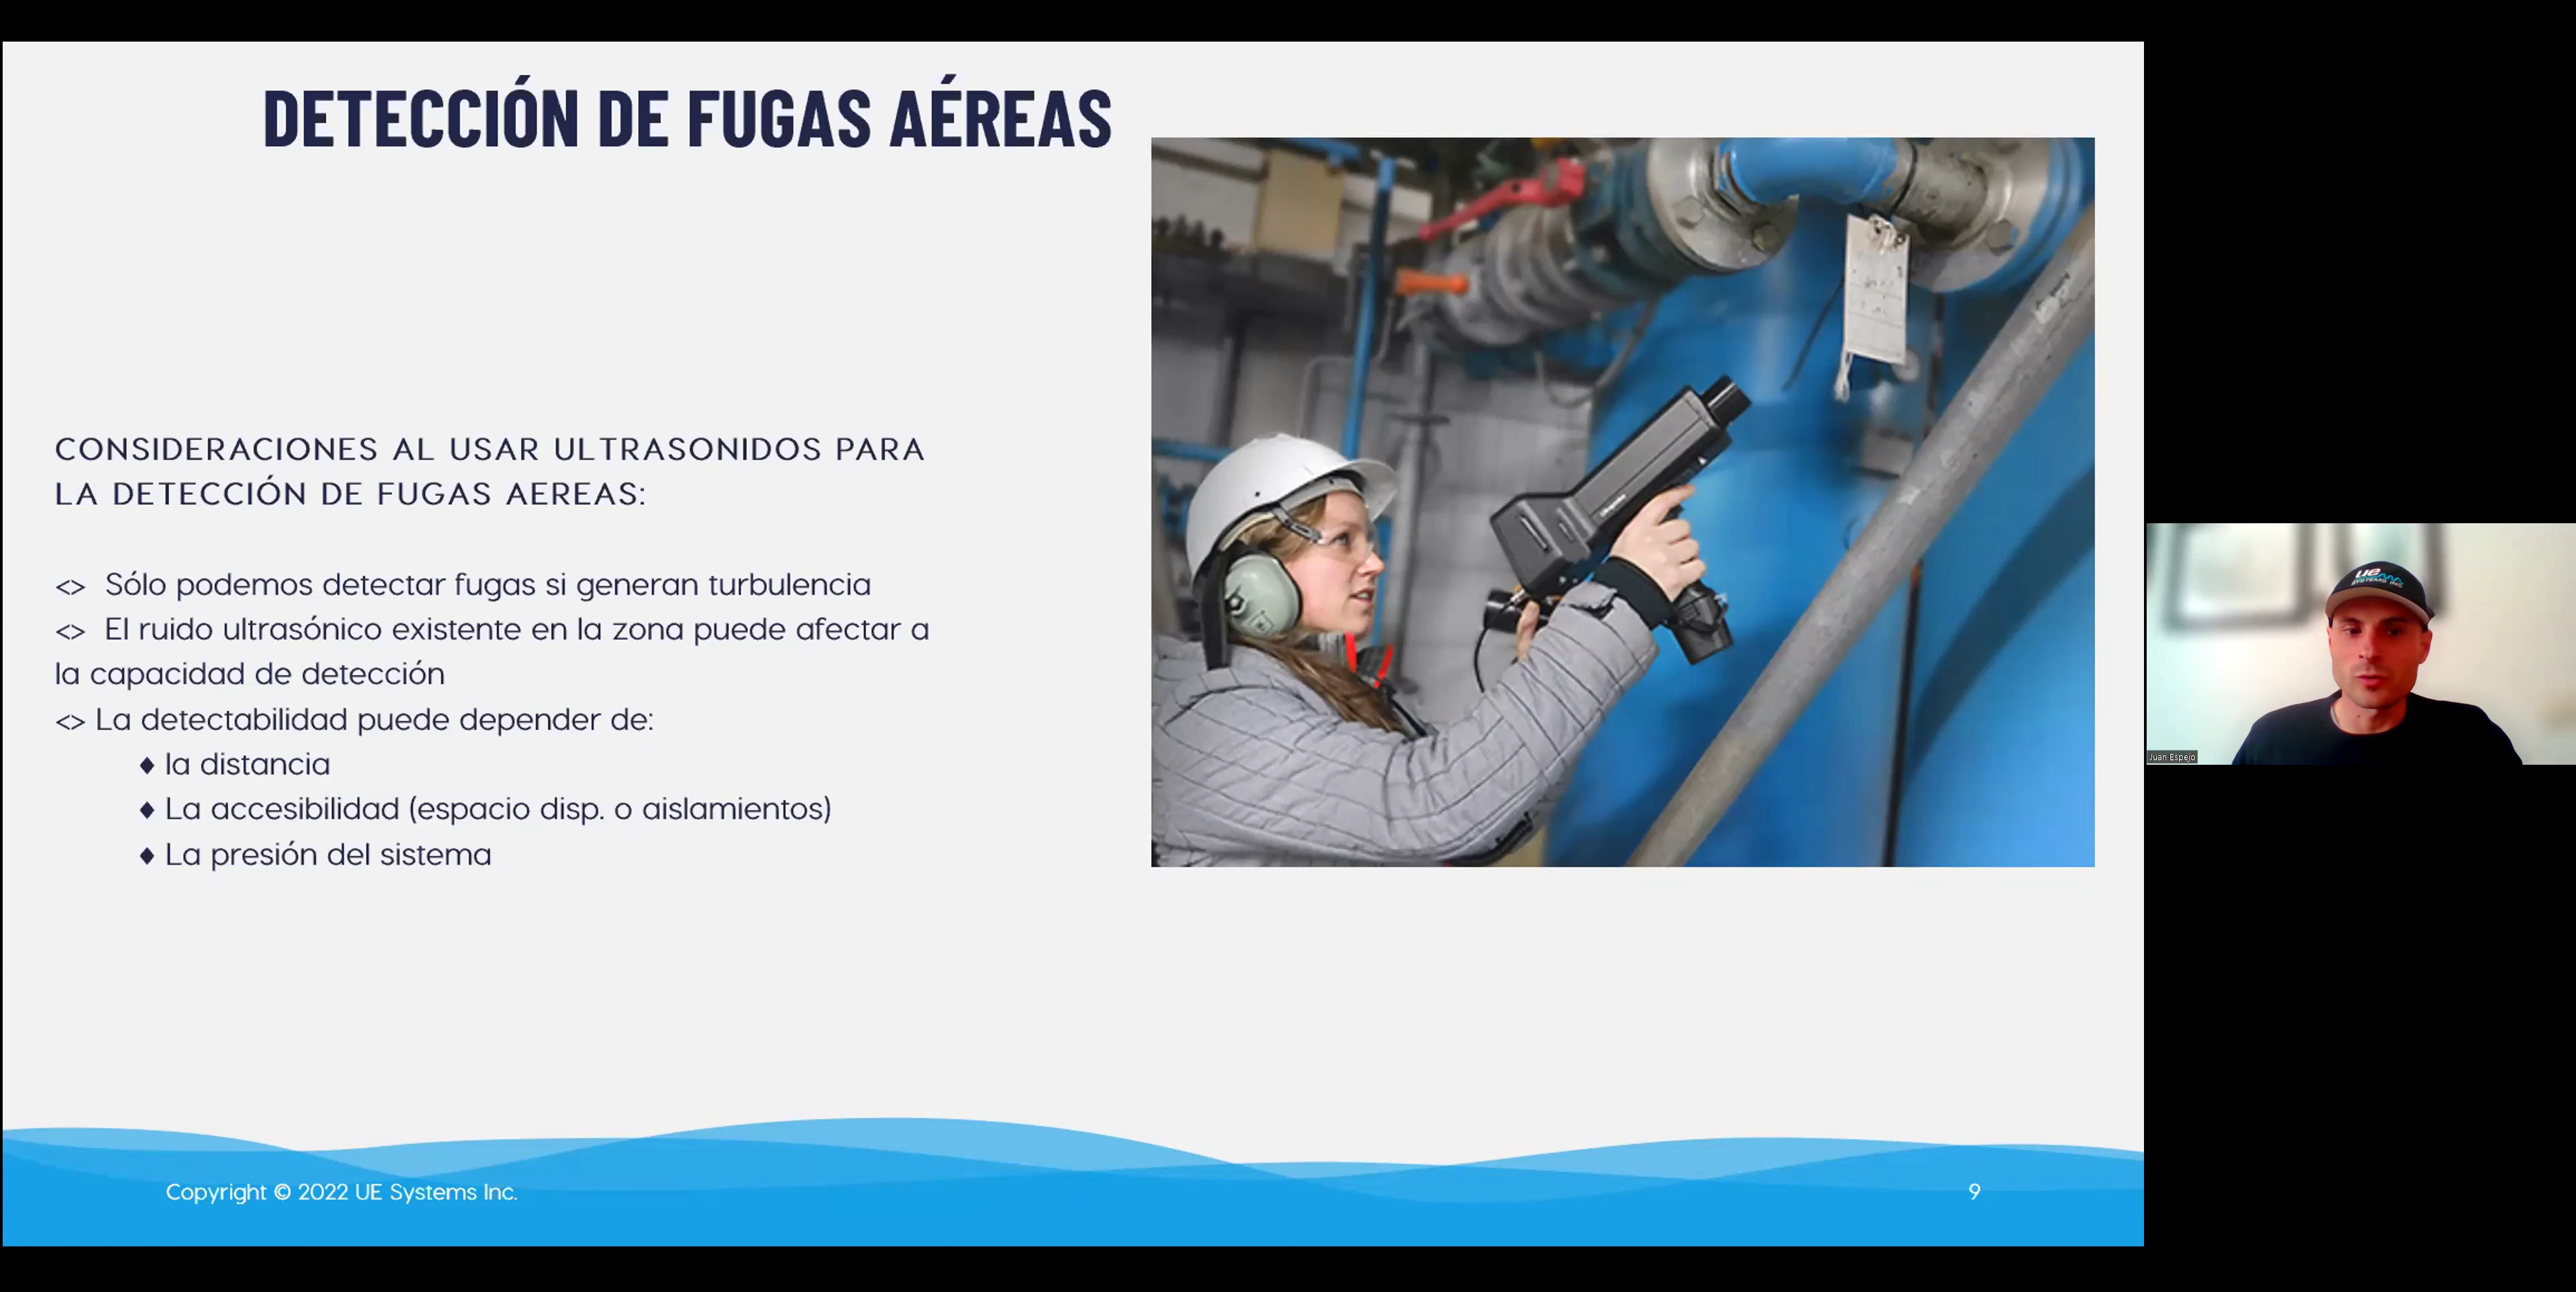 DETECCIÓN DE FUGAS AÉREAS
CONSIDERACIONES AL USAR ULTRASONIDOS PARA
LA DETECCIÓN DE FUGAS AEREAS:
<> Sólo podemos detectar fugas si generan turbulencia
<> El ruido ultrasónico existente en la zona puede afectar a
la capacidad de detección
<> La detectabilidad puede depender de:
♦ la distancia
♦ La accesibilidad (espacio disp. o aislamientos)
♦ La presión del sistema
ue
SYSTEMS INC
Juan Espejo
Copyright © 2022 UE Systems Inc.
9